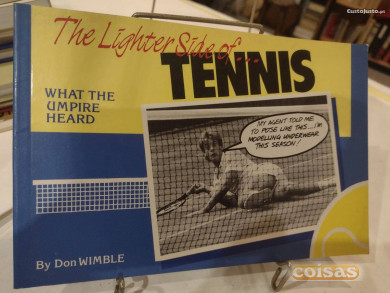 CustoJusto.pt
The Lighter Side of...
TENNIS
WHAT THE
UMPIRE
HEARD
MY AGENT TOLD ME
TO POSE LIKE THIS...I'M
MODELLING UNDERWEAR
THIS SEASON!
By Don WIMBLE
coisas